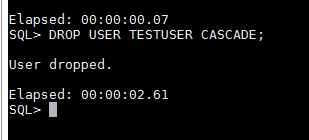 Elapsed: 00:00:00.07
SQL> DROP USER TESTUSER CASCADE;
User dropped.
Elapsed: 00:00:02.61
SQL>